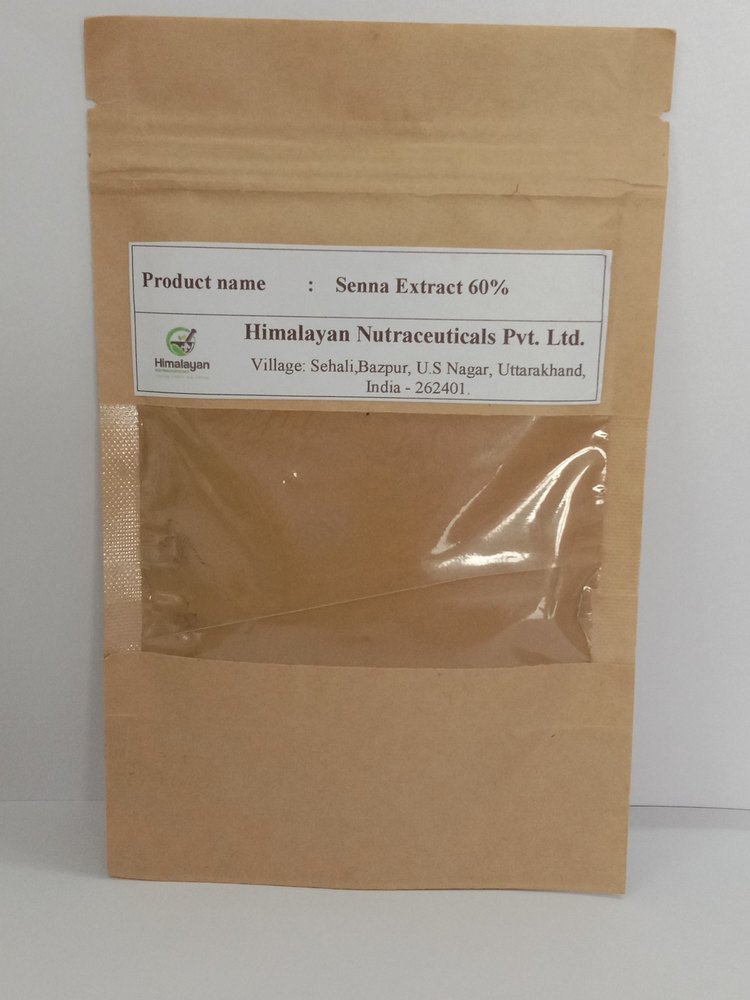 Product name : Senna Extract 60%
Himalayan
Himalayan Nutraceuticals Pvt. Ltd.
Village: Sehali,Bazpur, U.S Nagar, Uttarakhand,
India - 262401.